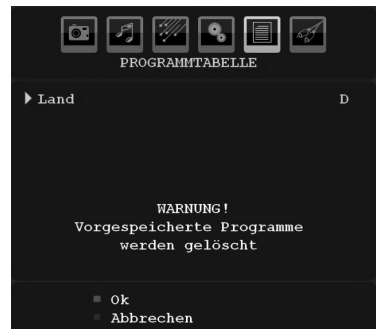 PROGRAMMTABELLE
Land D
WARNUNG!
Vorgespeicherte Programme
werden gelöscht
Ok
Abbrechen